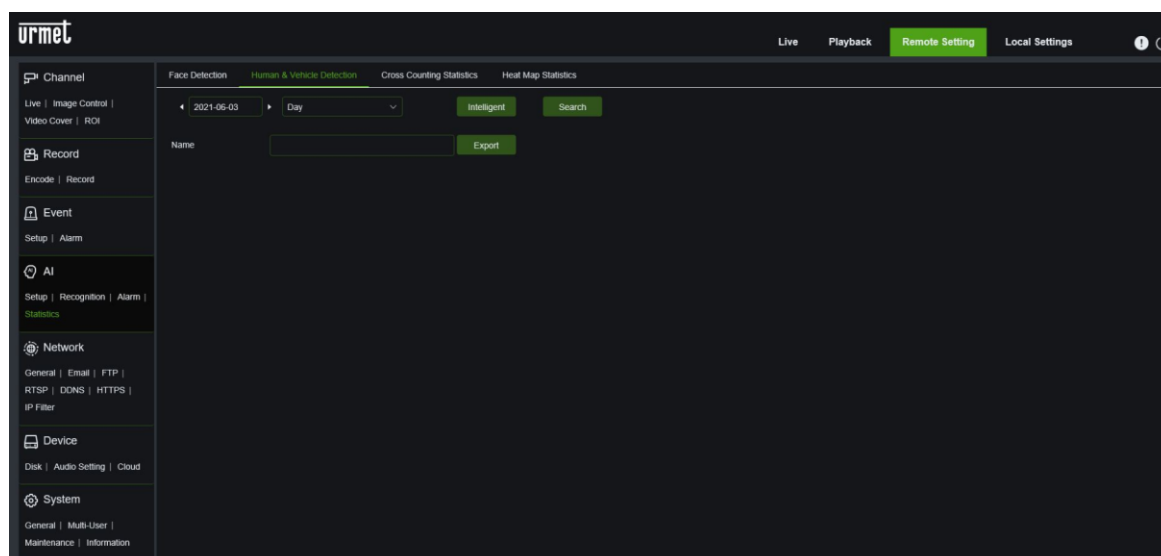 urmet
Live Playback Remote Setting Local Settings
Channel
Live | Image Control |
Video Cover | ROI
Record
Encode | Record
Event
Setup | Alarm
AI
Setup | Recognition | Alarm |
Statistics
Network
General | Email | FTP |
RTSP | DDNS | HTTPS |
IP Filter
Device
Disk | Audio Setting | Cloud
System
General | Multi-User |
Maintenance | Information
Face Detection Human & Vehicle Detection Cross Counting Statistics Heat Map Statistics
2021-06-03 Day Intelligent Search
Name Export